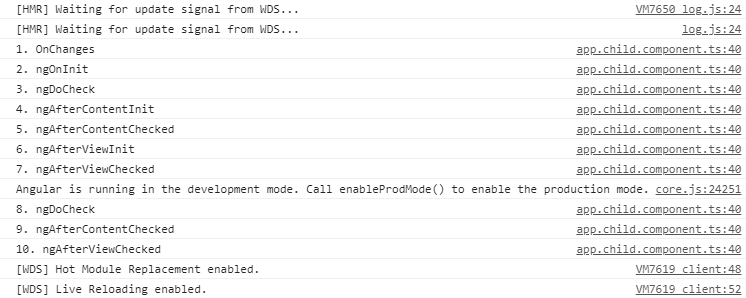 [HMR] Waiting for update signal from WDS... VM7650 log.js:24
[HMR] Waiting for update signal from WDS... log.js:24
1. OnChanges app.child.component.ts:40
2. ngOnInit app.child.component.ts:40
3. ngDoCheck app.child.component.ts:40
4. ngAfterContentInit app.child.component.ts:40
5. ngAfterContentChecked app.child.component.ts:40
6. ngAfterViewInit app.child.component.ts:40
7. ngAfterViewChecked app.child.component.ts:40
Angular is running in the development mode. Call enableProdMode() to enable the production mode. core.js:24251
8. ngDoCheck app.child.component.ts:40
9. ngAfterContentChecked app.child.component.ts:40
10. ngAfterViewChecked app.child.component.ts:40
[WDS] Hot Module Replacement enabled. VM7619 client:48
[WDS] Live Reloading enabled. VM7619 client:52